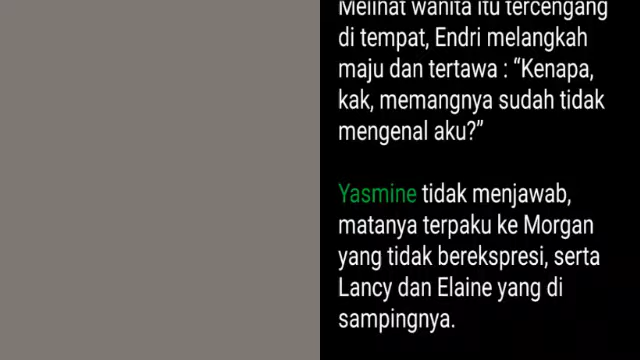 Melihat wanita itu tercengang
di tempat, Endri melangkah
maju dan tertawa : “Kenapa,
kak, memangnya sudah tidak
mengenal aku?”
Yasmine tidak menjawab,
matanya terpaku ke Morgan
yang tidak berekspresi, serta
Lancy dan Elaine yang di
sampingnya.